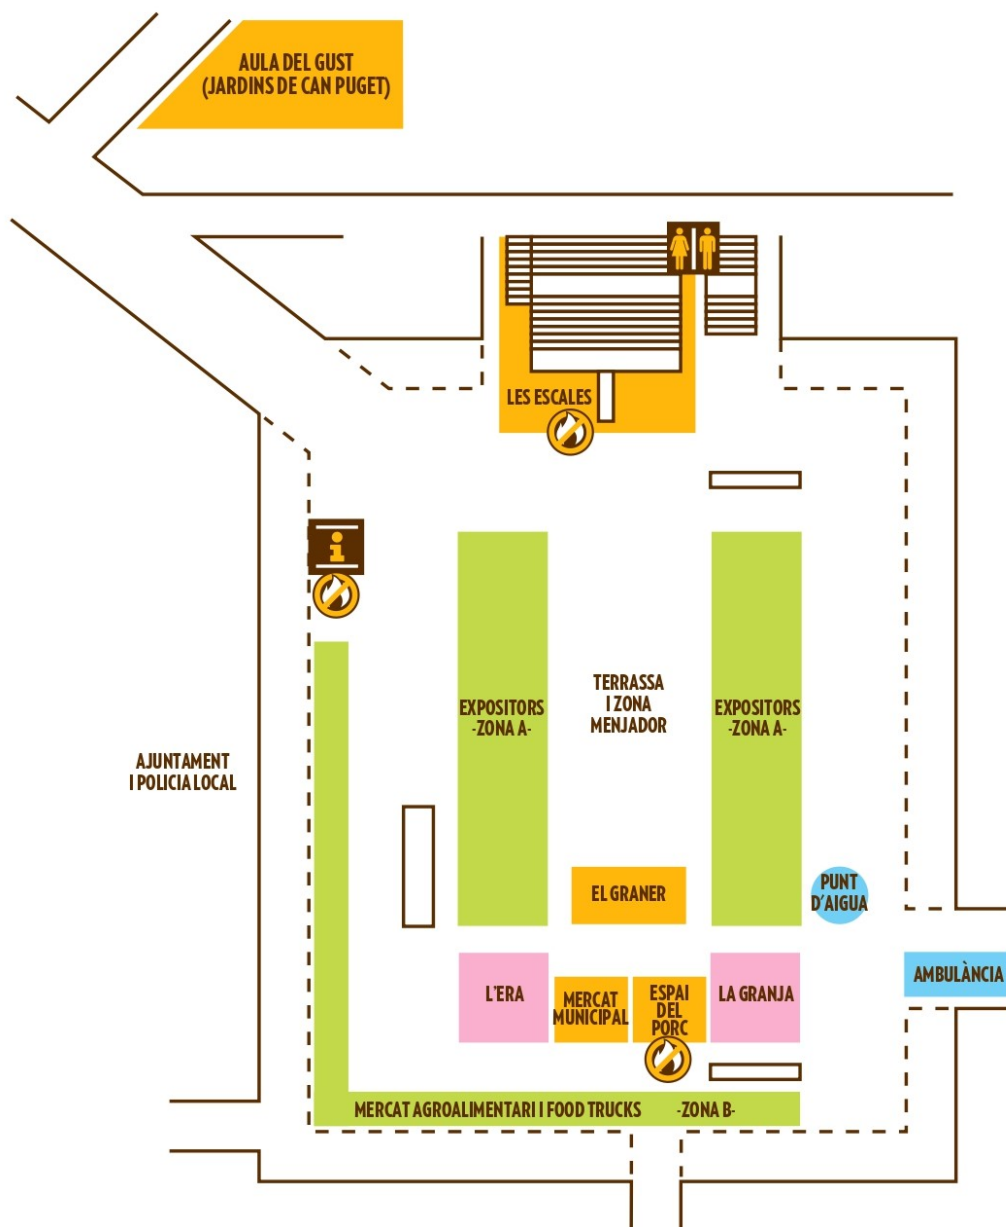 AULA DEL GUST
(JARDINS DE CAN PUGET)
LES ESCALES
i
EXPOSITORS
-ZONA A-
TERRASSA
I ZONA
MENJADOR
EXPOSITORS
-ZONA A-
AJUNTAMENT
I POLICIA LOCAL
EL GRANER
PUNT
D'AIGUA
L'ERA
MERCAT
MUNICIPAL
ESPAI
DEL
PORC
LA GRANJA
AMBULÀNCIA
MERCAT AGROALIMENTARI I FOOD TRUCKS -ZONA B-